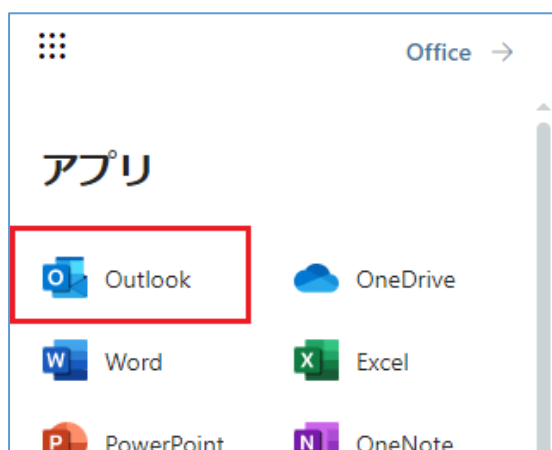 Office →
アプリ
Outlook OneDrive
Word Excel
PowerPoint OneNote